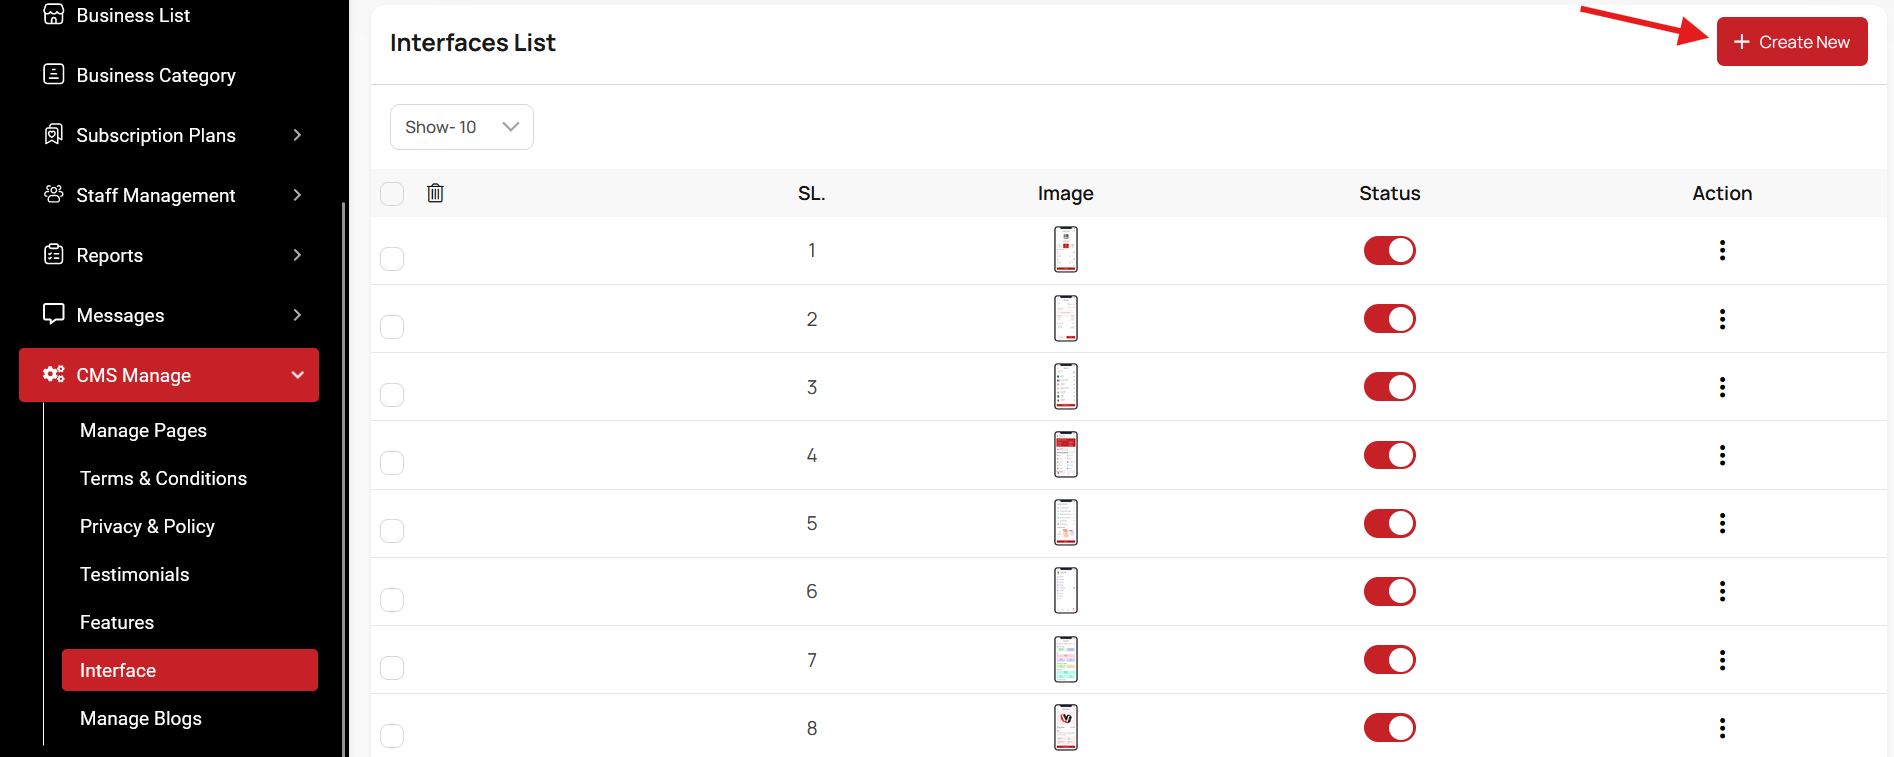 Business List
Business Category
Subscription Plans
Staff Management
Reports
Messages
CMS Manage
Manage Pages
Terms & Conditions
Privacy & Policy
Testimonials
Features
Interface
Manage Blogs
Interfaces List
+ Create New
Show- 10
SL. Image Status Action
1
2
3
4
5
6
7
8